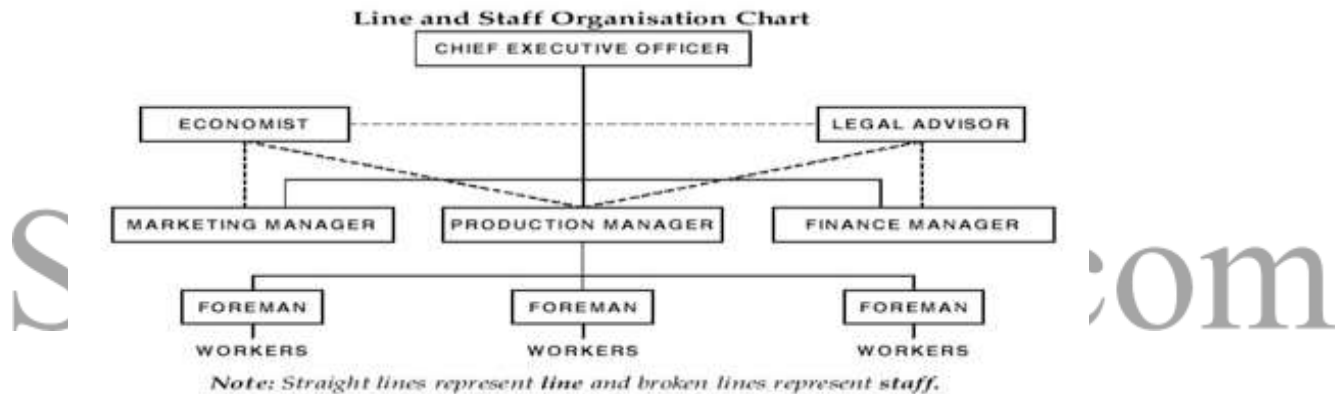 Line and Staff Organisation Chart
CHIEF EXECUTIVE OFFICER
ECONOMIST LEGAL ADVISOR
MARKETING MANAGER PRODUCTION MANAGER FINANCE MANAGER
FOREMAN FOREMAN FOREMAN
WORKERS WORKERS WORKERS
Note: Straight lines represent line and broken lines represent staff.